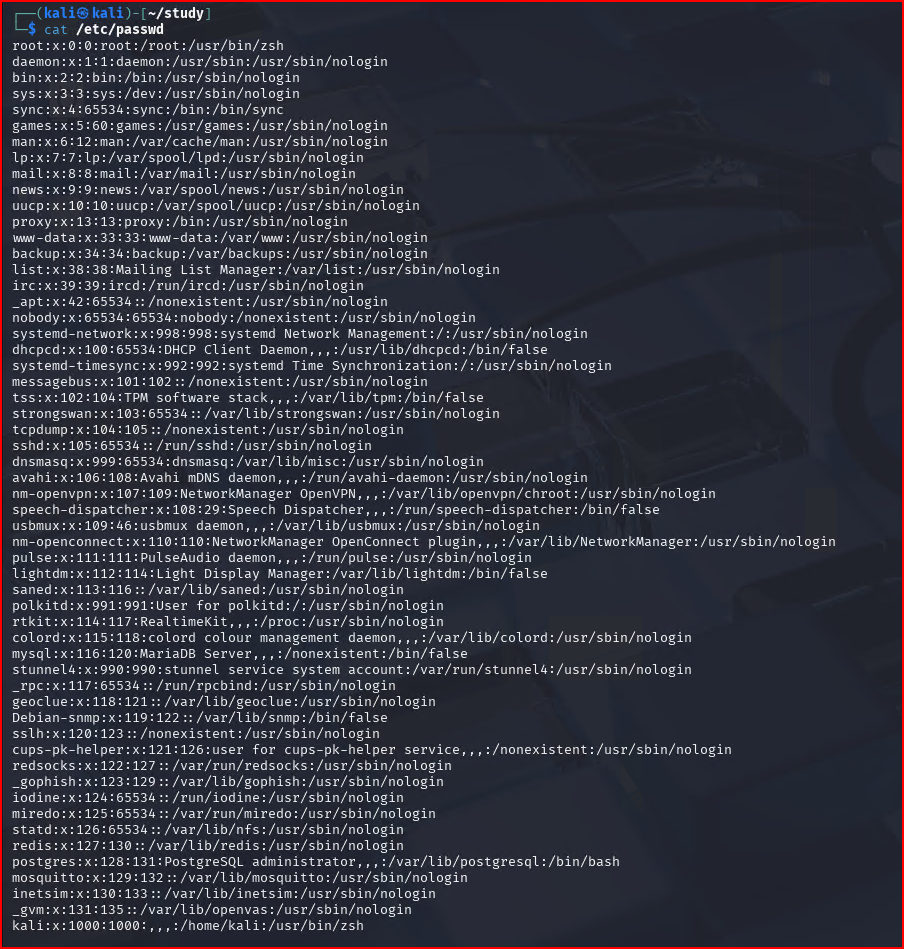 ┌──(kali㉿kali)-[~/study]
└─$ cat /etc/passwd
root:x:0:0:root:/root:/usr/bin/zsh
daemon:x:1:1:daemon:/usr/sbin:/usr/sbin/nologin
bin:x:2:2:bin:/bin:/usr/sbin/nologin
sys:x:3:3:sys:/dev:/usr/sbin/nologin
sync:x:4:65534:sync:/bin:/bin/sync
games:x:5:60:games:/usr/games:/usr/sbin/nologin
man:x:6:12:man:/var/cache/man:/usr/sbin/nologin
lp:x:7:7:lp:/var/spool/lpd:/usr/sbin/nologin
mail:x:8:8:mail:/var/mail:/usr/sbin/nologin
news:x:9:9:news:/var/spool/news:/usr/sbin/nologin
uucp:x:10:10:uucp:/var/spool/uucp:/usr/sbin/nologin
proxy:x:13:13:proxy:/bin:/usr/sbin/nologin
www-data:x:33:33:www-data:/var/www:/usr/sbin/nologin
backup:x:34:34:backup:/var/backups:/usr/sbin/nologin
list:x:38:38:Mailing List Manager:/var/list:/usr/sbin/nologin
irc:x:39:39:ircd:/run/ircd:/usr/sbin/nologin
_apt:x:42:65534::/nonexistent:/usr/sbin/nologin
nobody:x:65534:65534:nobody:/nonexistent:/usr/sbin/nologin
systemd-network:x:998:998:systemd Network Management:/:/usr/sbin/nologin
dhcpcd:x:100:65534:DHCP Client Daemon,,,:/usr/lib/dhcpcd:/bin/false
systemd-timesync:x:992:992:systemd Time Synchronization:/:/usr/sbin/nologin
messagebus:x:101:102::/nonexistent:/usr/sbin/nologin
tss:x:102:104:TPM software stack,,,:/var/lib/tpm:/bin/false
strongswan:x:103:65534::/var/lib/strongswan:/usr/sbin/nologin
tcpdump:x:104:105::/nonexistent:/usr/sbin/nologin
sshd:x:105:65534::/run/sshd:/usr/sbin/nologin
dnsmasq:x:999:65534:dnsmasq:/var/lib/misc:/usr/sbin/nologin
avahi:x:106:108:Avahi mDNS daemon,,,:/run/avahi-daemon:/usr/sbin/nologin
nm-openvpn:x:107:109:NetworkManager OpenVPN,,,:/var/lib/openvpn/chroot:/usr/sbin/nologin
speech-dispatcher:x:108:29:Speech Dispatcher,,,:/run/speech-dispatcher:/bin/false
usbmux:x:109:46:usbmux daemon,,,:/var/lib/usbmux:/usr/sbin/nologin
nm-openconnect:x:110:110:NetworkManager OpenConnect plugin,,,:/var/lib/NetworkManager:/usr/sbin/nologin
pulse:x:111:111:PulseAudio daemon,,,:/run/pulse:/usr/sbin/nologin
lightdm:x:112:114:Light Display Manager:/var/lib/lightdm:/bin/false
saned:x:113:116::/var/lib/saned:/usr/sbin/nologin
polkitd:x:991:991:User for polkitd:/:/usr/sbin/nologin
rtkit:x:114:117:RealtimeKit,,,:/proc:/usr/sbin/nologin
colord:x:115:118:colord colour management daemon,,,:/var/lib/colord:/usr/sbin/nologin
mysql:x:116:120:MariaDB Server,,,:/nonexistent:/bin/false
stunnel4:x:990:990:stunnel service system account:/var/run/stunnel4:/usr/sbin/nologin
_rpc:x:117:65534::/run/rpcbind:/usr/sbin/nologin
geoclue:x:118:121::/var/lib/geoclue:/usr/sbin/nologin
Debian-snmp:x:119:122::/var/lib/snmp:/bin/false
sslh:x:120:123::/nonexistent:/usr/sbin/nologin
cups-pk-helper:x:121:126:user for cups-pk-helper service,,,:/nonexistent:/usr/sbin/nologin
redsocks:x:122:127::/var/run/redsocks:/usr/sbin/nologin
_gophish:x:123:129::/var/lib/gophish:/usr/sbin/nologin
iodine:x:124:65534::/run/iodine:/usr/sbin/nologin
miredo:x:125:65534::/var/run/miredo:/usr/sbin/nologin
statd:x:126:65534::/var/lib/nfs:/usr/sbin/nologin
redis:x:127:130::/var/lib/redis:/usr/sbin/nologin
postgres:x:128:131:PostgreSQL administrator,,,:/var/lib/postgresql:/bin/bash
mosquitto:x:129:132::/var/lib/mosquitto:/usr/sbin/nologin
inetsim:x:130:133::/var/lib/inetsim:/usr/sbin/nologin
_gvm:x:131:135::/var/lib/openvas:/usr/sbin/nologin
kali:x:1000:1000:,,,:/home/kali:/usr/bin/zsh